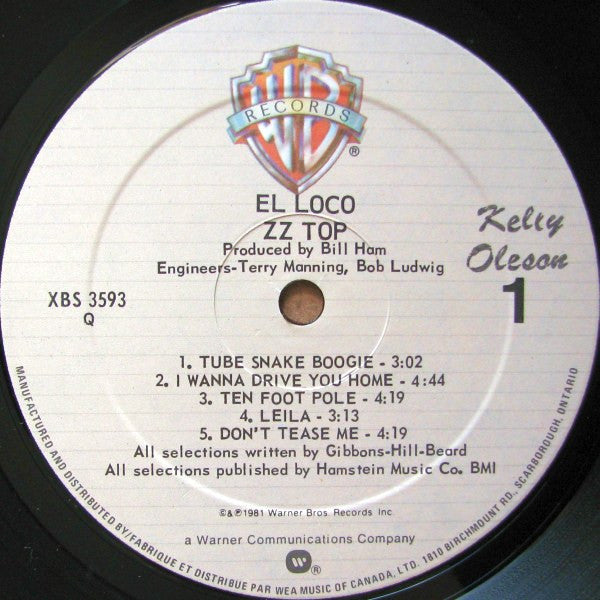 WB
RECORDS
®
EL LOCO
ZZ TOP
Produced by Bill Ham
Engineers-Terry Manning, Bob Ludwig
Kelly
Oleson
XBS 3593
Q
1
1. TUBE SNAKE BOOGIE - 3:02
2. I WANNA DRIVE YOU HOME - 4:44
3. TEN FOOT POLE - 4:19
4. LEILA - 3:13
5. DON'T TEASE ME - 4:19
All selections written by Gibbons-Hill-Beard
All selections published by Hamstein Music Co. BMI
©&℗1981 Warner Bros. Records Inc.
a Warner Communications Company
®
MANUFACTURED AND DISTRIBUTED BY/FABRIQUE ET DISTRIBUE PAR WEA MUSIC OF CANADA, LTD. 1810 BIRCHMOUNT RD., SCARBOROUGH, ONTARIO